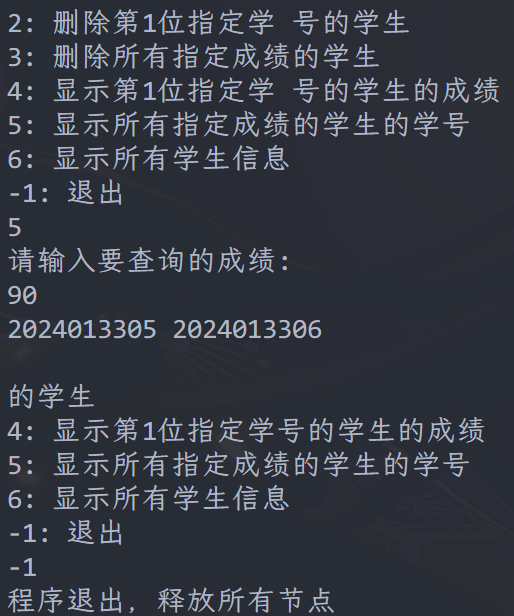 2: 删除第1位指定学 号的学生
3: 删除所有指定成绩的学生
4: 显示第1位指定学 号的学生的成绩
5: 显示所有指定成绩的学生的学号
6: 显示所有学生信息
-1: 退出
5
请输入要查询的成绩:
90
2024013305 2024013306
的学生
4: 显示第1位指定学号的学生的成绩
5: 显示所有指定成绩的学生的学号
6: 显示所有学生信息
-1: 退出
-1
程序退出, 释放所有节点